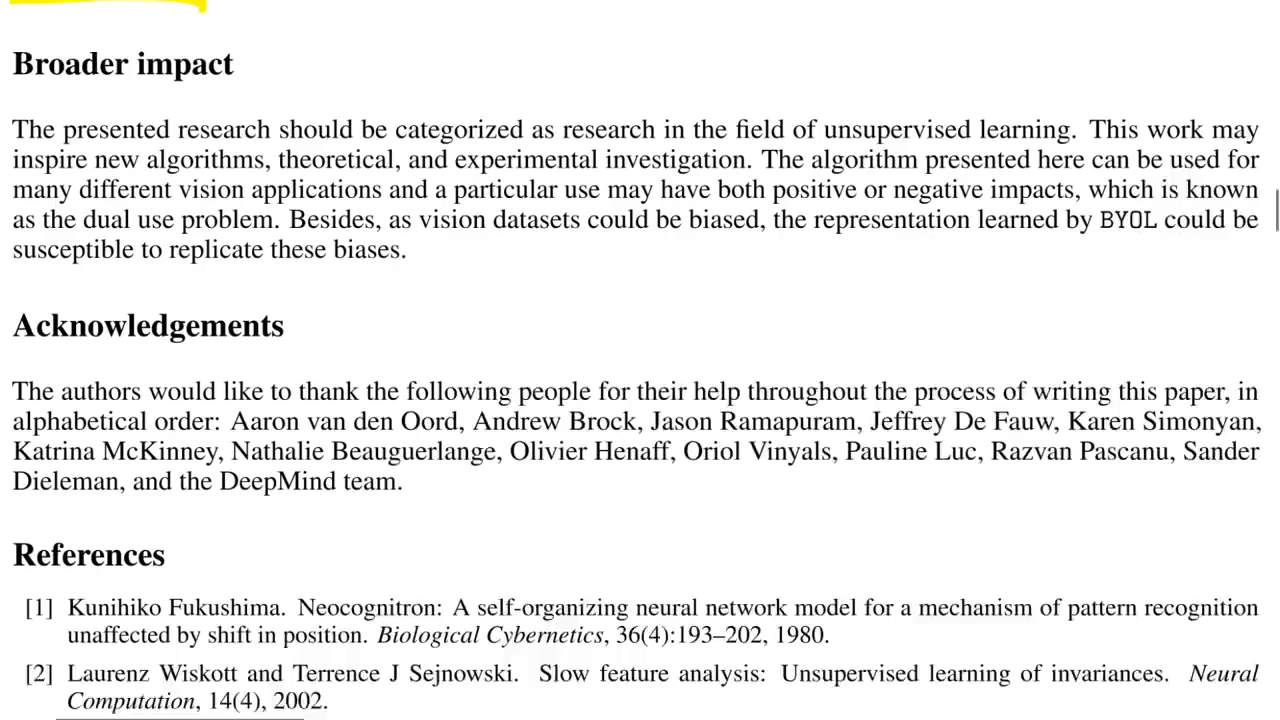 Broader impact
The presented research should be categorized as research in the field of unsupervised learning. This work may
inspire new algorithms, theoretical, and experimental investigation. The algorithm presented here can be used for
many different vision applications and a particular use may have both positive or negative impacts, which is known
as the dual use problem. Besides, as vision datasets could be biased, the representation learned by BYOL could be
susceptible to replicate these biases.
Acknowledgements
The authors would like to thank the following people for their help throughout the process of writing this paper, in
alphabetical order: Aaron van den Oord, Andrew Brock, Jason Ramapuram, Jeffrey De Fauw, Karen Simonyan,
Katrina McKinney, Nathalie Beauguerlange, Olivier Henaff, Oriol Vinyals, Pauline Luc, Razvan Pascanu, Sander
Dieleman, and the DeepMind team.
References
[1] Kunihiko Fukushima. Neocognitron: A self-organizing neural network model for a mechanism of pattern recognition
unaffected by shift in position. Biological Cybernetics, 36(4):193–202, 1980.
[2] Laurenz Wiskott and Terrence J Sejnowski. Slow feature analysis: Unsupervised learning of invariances. Neural
Computation, 14(4), 2002.